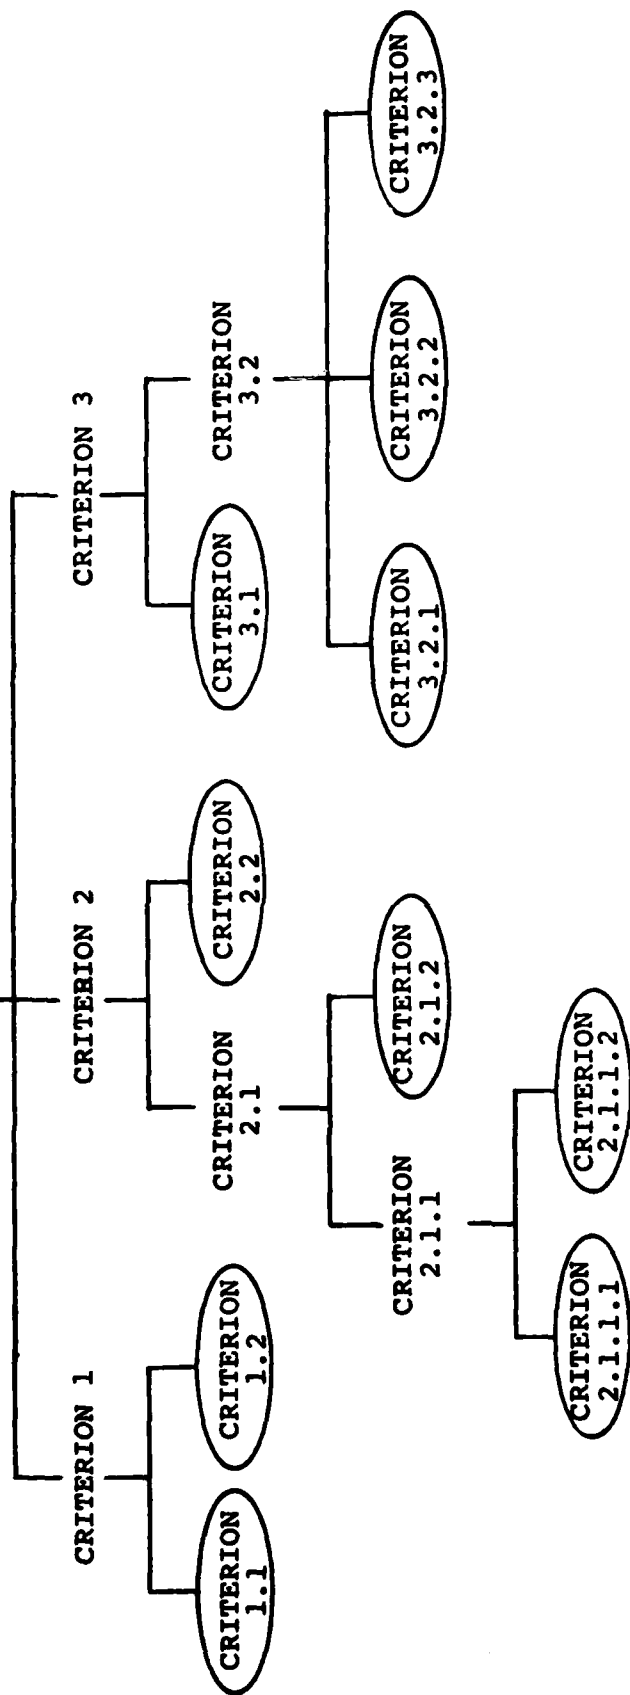 CRITERION 1
CRITERION 2
CRITERION 3
CRITERION
1.1
CRITERION
1.2
CRITERION
2.1
CRITERION
2.2
CRITERION
3.1
CRITERION
3.2
CRITERION
2.1.1
CRITERION
2.1.2
CRITERION
3.2.1
CRITERION
3.2.2
CRITERION
3.2.3
CRITERION
2.1.1.1
CRITERION
2.1.1.2